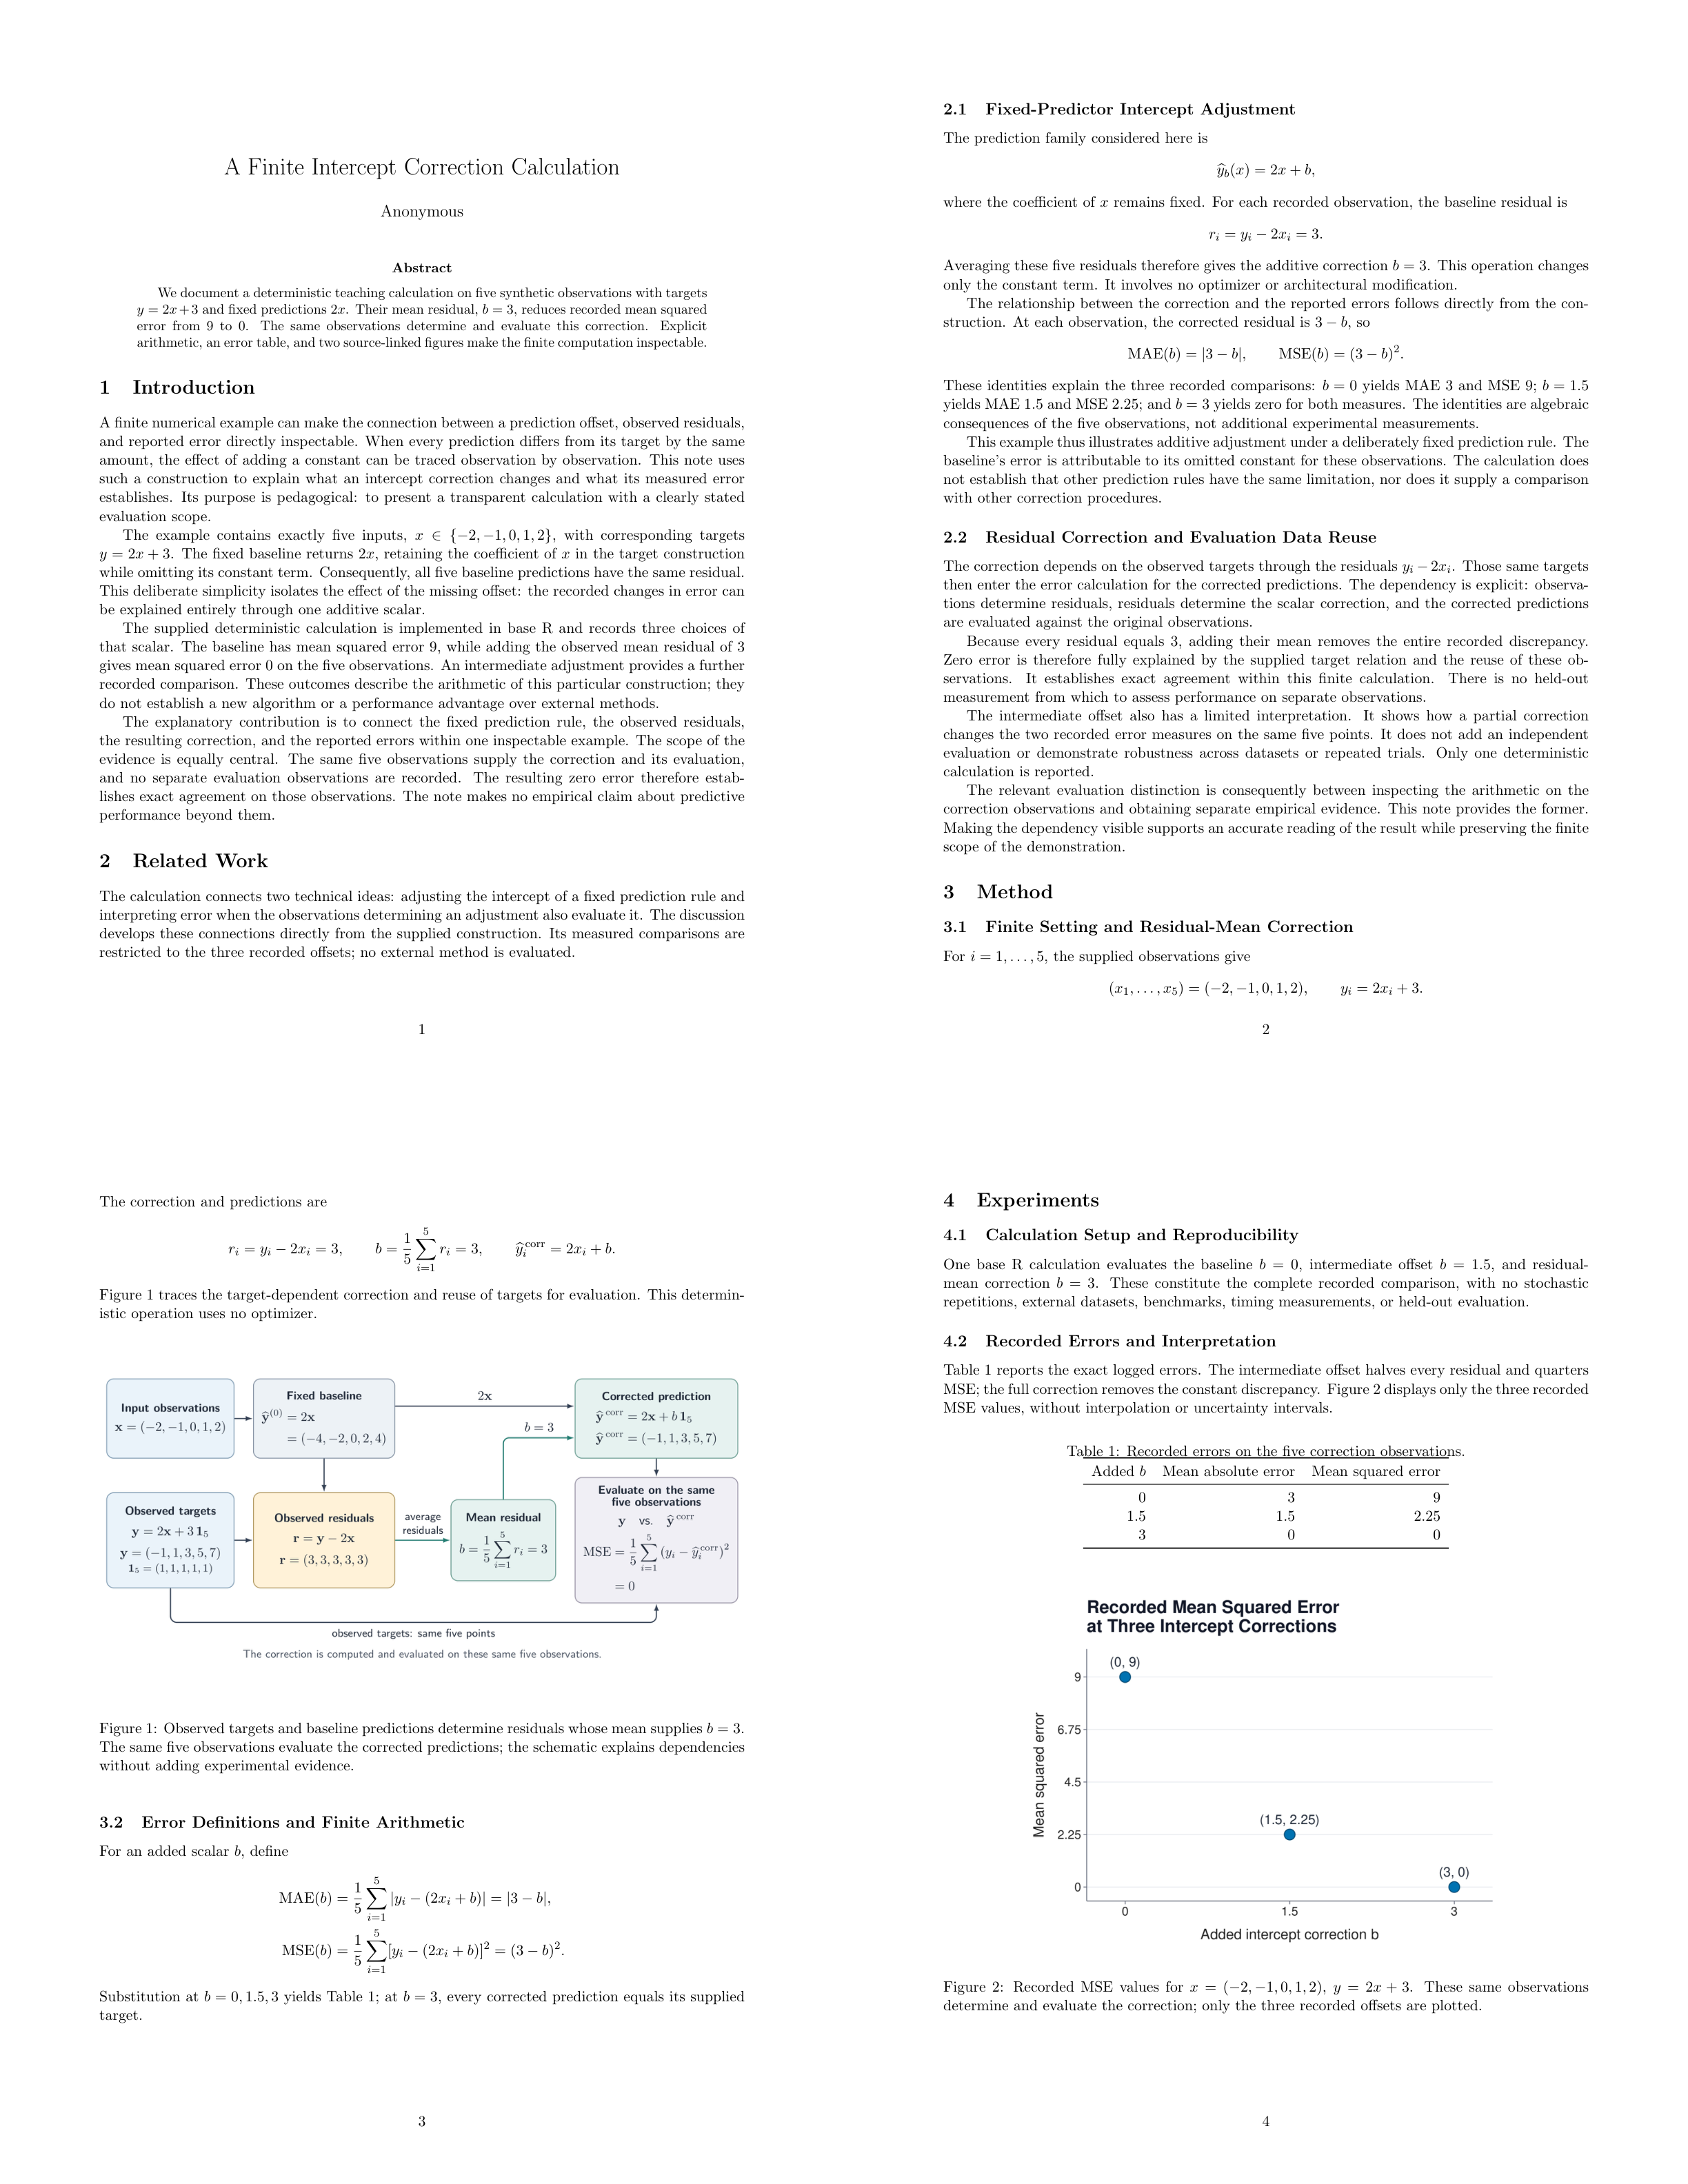 A Finite Intercept Correction Calculation
Anonymous
Abstract
We document a deterministic teaching calculation on five synthetic observations with targets
y = 2x + 3 and fixed predictions 2x. Their mean residual, b = 3, reduces recorded mean squared
error from 9 to 0. The same observations determine and evaluate this correction. Explicit
arithmetic, an error table, and two source-linked figures make the finite computation inspectable.
1 Introduction
A finite numerical example can make the connection between a prediction offset, observed residuals,
and reported error directly inspectable. When every prediction differs from its target by the same
amount, the effect of adding a constant can be traced observation by observation. This note uses
such a construction to explain what an intercept correction changes and what its measured error
establishes. Its purpose is pedagogical: to present a transparent calculation with a clearly stated
evaluation scope.
The example contains exactly five inputs, x ∈ {−2, −1, 0, 1, 2}, with corresponding targets
y = 2x + 3. The fixed baseline returns 2x, retaining the coefficient of x in the target construction
while omitting its constant term. Consequently, all five baseline predictions have the same residual.
This deliberate simplicity isolates the effect of the missing offset: the recorded changes in error can
be explained entirely through one additive scalar.
The supplied deterministic calculation is implemented in base R and records three choices of
that scalar. The baseline has mean squared error 9, while adding the observed mean residual of 3
gives mean squared error 0 on the five observations. An intermediate adjustment provides a further
recorded comparison. These outcomes describe the arithmetic of this particular construction; they
do not establish a new algorithm or a performance advantage over external methods.
The explanatory contribution is to connect the fixed prediction rule, the observed residuals,
the resulting correction, and the reported errors within one inspectable example. The scope of the
evidence is equally central. The same five observations supply the correction and its evaluation,
and no separate evaluation observations are recorded. The resulting zero error therefore estab-
lishes exact agreement on those observations. The note makes no empirical claim about predictive
performance beyond them.
2 Related Work
The calculation connects two technical ideas: adjusting the intercept of a fixed prediction rule and
interpreting error when the observations determining an adjustment also evaluate it. The discussion
develops these connections directly from the supplied construction. Its measured comparisons are
restricted to the three recorded offsets; no external method is evaluated.
1
2.1 Fixed-Predictor Intercept Adjustment
The prediction family considered here is
ŷ_b(x) = 2x + b,
where the coefficient of x remains fixed. For each recorded observation, the baseline residual is
r_i = y_i − 2x_i = 3.
Averaging these five residuals therefore gives the additive correction b = 3. This operation changes
only the constant term. It involves no optimizer or architectural modification.
The relationship between the correction and the reported errors follows directly from the con-
struction. At each observation, the corrected residual is 3 − b, so
MAE(b) = |3 − b|, MSE(b) = (3 − b)².
These identities explain the three recorded comparisons: b = 0 yields MAE 3 and MSE 9; b = 1.5
yields MAE 1.5 and MSE 2.25; and b = 3 yields zero for both measures. The identities are algebraic
consequences of the five observations, not additional experimental measurements.
This example thus illustrates additive adjustment under a deliberately fixed prediction rule. The
baseline's error is attributable to its omitted constant for these observations. The calculation does
not establish that other prediction rules have the same limitation, nor does it supply a comparison
with other correction procedures.
2.2 Residual Correction and Evaluation Data Reuse
The correction depends on the observed targets through the residuals y_i − 2x_i. Those same targets
then enter the error calculation for the corrected predictions. The dependency is explicit: observa-
tions determine residuals, residuals determine the scalar correction, and the corrected predictions
are evaluated against the original observations.
Because every residual equals 3, adding their mean removes the entire recorded discrepancy.
Zero error is therefore fully explained by the supplied target relation and the reuse of these ob-
servations. It establishes exact agreement within this finite calculation. There is no held-out
measurement from which to assess performance on separate observations.
The intermediate offset also has a limited interpretation. It shows how a partial correction
changes the two recorded error measures on the same five points. It does not add an independent
evaluation or demonstrate robustness across datasets or repeated trials. Only one deterministic
calculation is reported.
The relevant evaluation distinction is consequently between inspecting the arithmetic on the
correction observations and obtaining separate empirical evidence. This note provides the former.
Making the dependency visible supports an accurate reading of the result while preserving the finite
scope of the demonstration.
3 Method
3.1 Finite Setting and Residual-Mean Correction
For i = 1, . . . , 5, the supplied observations give
(x_1, . . . , x_5) = (−2, −1, 0, 1, 2), y_i = 2x_i + 3.
2
The correction and predictions are
r_i = y_i − 2x_i = 3, b = 1/5 ∑_{i=1}^{5} r_i = 3, ŷ_i^corr = 2x_i + b.
Figure 1 traces the target-dependent correction and reuse of targets for evaluation. This determin-
istic operation uses no optimizer.
Input observations
x = (−2, −1, 0, 1, 2)
Fixed baseline
ŷ^(0) = 2x
= (−4, −2, 0, 2, 4)
2x
b = 3
Corrected prediction
ŷ^corr = 2x + b 1_5
ŷ^corr = (−1, 1, 3, 5, 7)
Observed targets
y = 2x + 3 1_5
y = (−1, 1, 3, 5, 7)
1_5 = (1, 1, 1, 1, 1)
Observed residuals
r = y − 2x
r = (3, 3, 3, 3, 3)
average
residuals
Mean residual
b = 1/5 ∑_{i=1}^{5} r_i = 3
Evaluate on the same
five observations
y vs. ŷ^corr
MSE = 1/5 ∑_{i=1}^{5} (y_i − ŷ_i^corr)²
= 0
observed targets: same five points
The correction is computed and evaluated on these same five observations.
Figure 1: Observed targets and baseline predictions determine residuals whose mean supplies b = 3.
The same five observations evaluate the corrected predictions; the schematic explains dependencies
without adding experimental evidence.
3.2 Error Definitions and Finite Arithmetic
For an added scalar b, define
MAE(b) = 1/5 ∑_{i=1}^{5} |y_i − (2x_i + b)| = |3 − b|,
MSE(b) = 1/5 ∑_{i=1}^{5} [y_i − (2x_i + b)]² = (3 − b)².
Substitution at b = 0, 1.5, 3 yields Table 1; at b = 3, every corrected prediction equals its supplied
target.
3
4 Experiments
4.1 Calculation Setup and Reproducibility
One base R calculation evaluates the baseline b = 0, intermediate offset b = 1.5, and residual-
mean correction b = 3. These constitute the complete recorded comparison, with no stochastic
repetitions, external datasets, benchmarks, timing measurements, or held-out evaluation.
4.2 Recorded Errors and Interpretation
Table 1 reports the exact logged errors. The intermediate offset halves every residual and quarters
MSE; the full correction removes the constant discrepancy. Figure 2 displays only the three recorded
MSE values, without interpolation or uncertainty intervals.
Table 1: Recorded errors on the five correction observations.
Added b Mean absolute error Mean squared error
0 3 9
1.5 1.5 2.25
3 0 0
Recorded Mean Squared Error
at Three Intercept Corrections
Mean squared error
9
6.75
4.5
2.25
0
(0, 9)
(1.5, 2.25)
(3, 0)
0 1.5 3
Added intercept correction b
Figure 2: Recorded MSE values for x = (−2, −1, 0, 1, 2), y = 2x + 3. These same observations
determine and evaluate the correction; only the three recorded offsets are plotted.
4